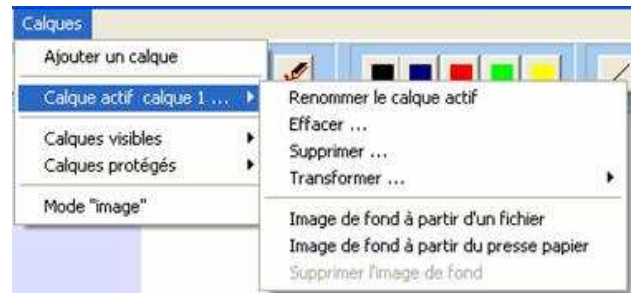 Calques
Ajouter un calque
Calque actif calque 1 ...
Calques visibles
Calques protégés
Mode "image"
Renommer le calque actif
Effacer ...
Supprimer ...
Transformer ...
Image de fond à partir d'un fichier
Image de fond à partir du presse papier
Supprimer l'image de fond